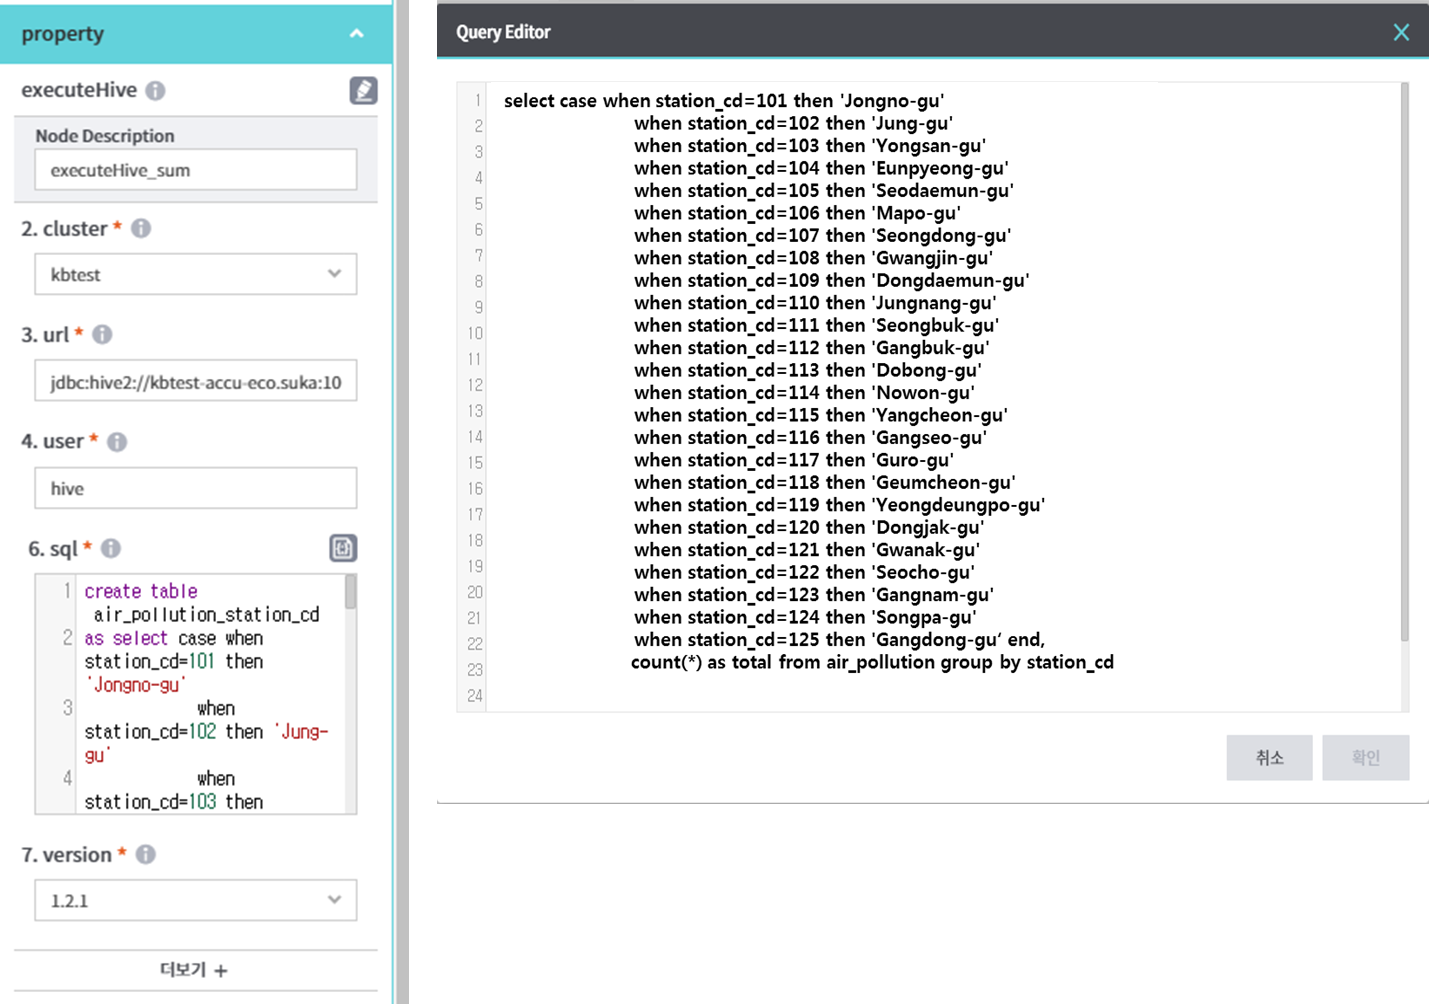 property
executeHive
Node Description
executeHive_sum
2. cluster *
kbtest
3. url *
jdbc:hive2://kbtest-accu-eco.suka:10
4. user *
hive
6. sql *
1 create table
air_pollution_station_cd
2 as select case when
station_cd=101 then
'Jongno-gu'
3 when
station_cd=102 then 'Jung-
gu'
4 when
station_cd=103 then
7. version *
1.2.1
더보기 +
Query Editor
1 select case when station_cd=101 then 'Jongno-gu'
2 when station_cd=102 then 'Jung-gu'
3 when station_cd=103 then 'Yongsan-gu'
4 when station_cd=104 then 'Eunpyeong-gu'
5 when station_cd=105 then 'Seodaemun-gu'
6 when station_cd=106 then 'Mapo-gu'
7 when station_cd=107 then 'Seongdong-gu'
8 when station_cd=108 then 'Gwangjin-gu'
9 when station_cd=109 then 'Dongdaemun-gu'
10 when station_cd=110 then 'Jungnang-gu'
11 when station_cd=111 then 'Seongbuk-gu'
12 when station_cd=112 then 'Gangbuk-gu'
13 when station_cd=113 then 'Dobong-gu'
14 when station_cd=114 then 'Nowon-gu'
15 when station_cd=115 then 'Yangcheon-gu'
16 when station_cd=116 then 'Gangseo-gu'
17 when station_cd=117 then 'Guro-gu'
18 when station_cd=118 then 'Geumcheon-gu'
19 when station_cd=119 then 'Yeongdeungpo-gu'
20 when station_cd=120 then 'Dongjak-gu'
21 when station_cd=121 then 'Gwanak-gu'
22 when station_cd=122 then 'Seocho-gu'
23 when station_cd=123 then 'Gangnam-gu'
24 when station_cd=124 then 'Songpa-gu'
when station_cd=125 then 'Gangdong-gu‘ end,
count(*) as total from air_pollution group by station_cd
취소
확인